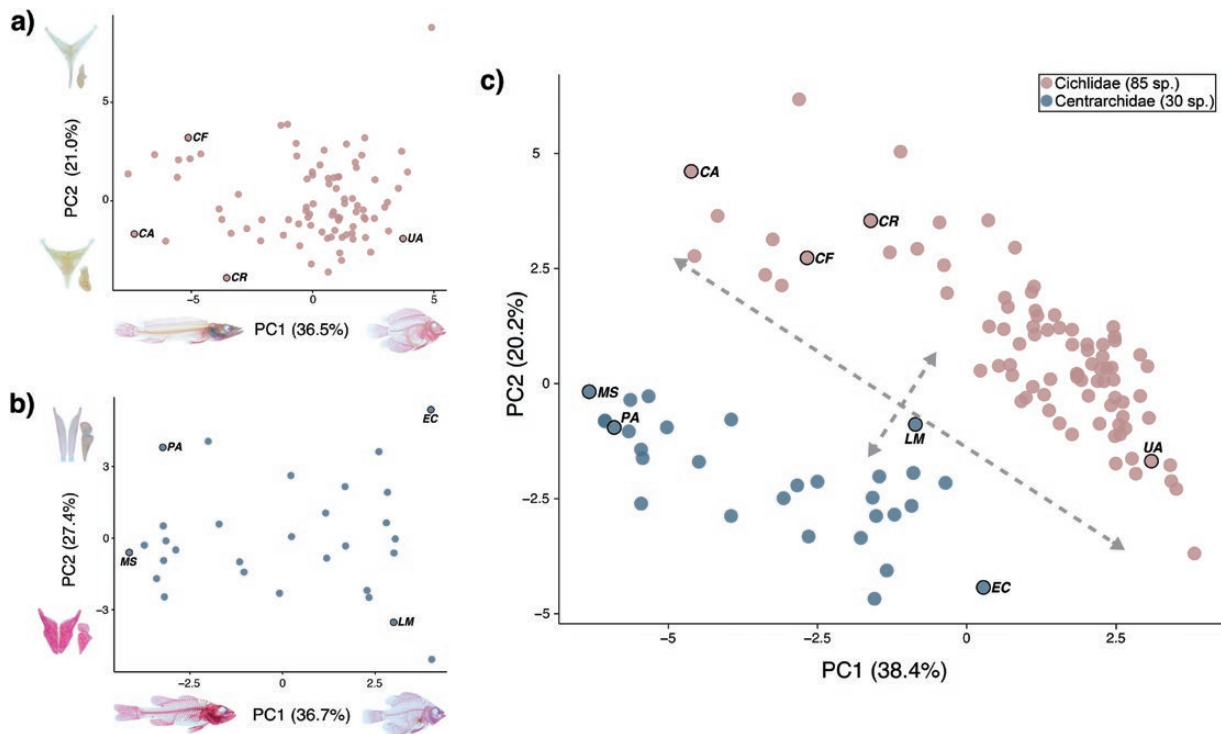 a)
PC2 (21.0%)
5
0
CF
CA
CR
UA
−5
0
5
PC1 (36.5%)
b)
PC2 (27.4%)
3
0
−3
PA
EC
MS
LM
−2.5
0
2.5
PC1 (36.7%)
c)
Cichlidae (85 sp.)
Centrarchidae (30 sp.)
PC2 (20.2%)
5
2.5
0
−2.5
−5
CA
CR
CF
MS
PA
LM
UA
EC
−5
−2.5
0
2.5
PC1 (38.4%)